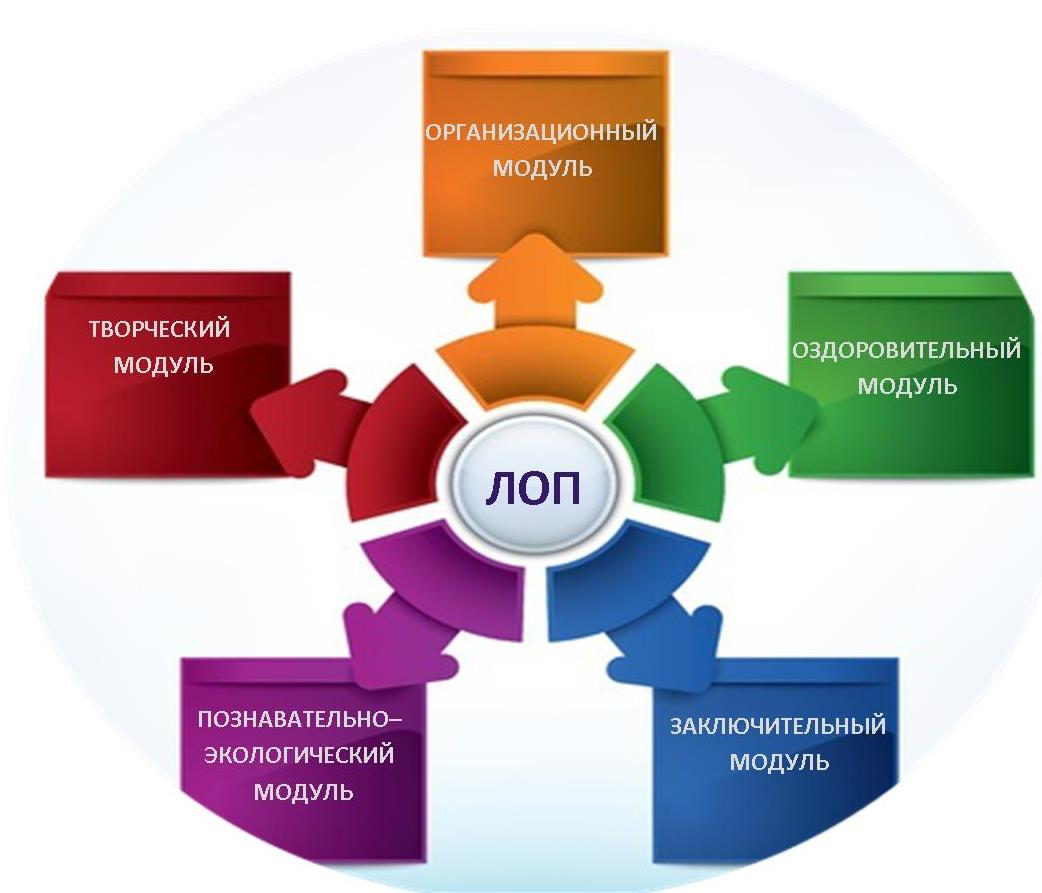 ОРГАНИЗАЦИОННЫЙ
МОДУЛЬ
ТВОРЧЕСКИЙ
МОДУЛЬ
ОЗДОРОВИТЕЛЬНЫЙ
МОДУЛЬ
ЛОП
ПОЗНАВАТЕЛЬНО–
ЭКОЛОГИЧЕСКИЙ
МОДУЛЬ
ЗАКЛЮЧИТЕЛЬНЫЙ
МОДУЛЬ